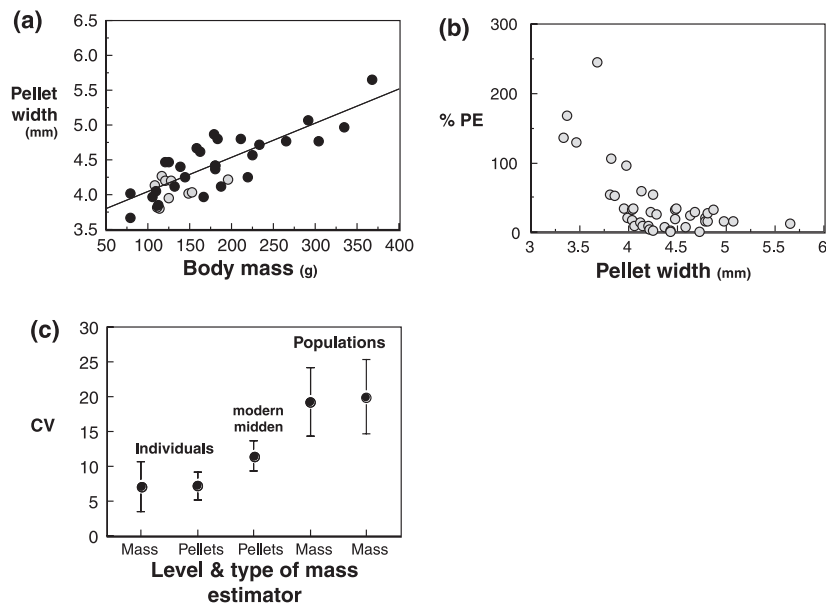 (a)
6.5
6.0
5.5
5.0
4.5
4.0
3.5
Pellet
width
(mm)
50 100 150 200 250 300 350 400
Body mass (g)
(b)
300
200
100
0
% PE
3 3.5 4 4.5 5 5.5 6
Pellet width (mm)
(c)
30
25
20
15
10
5
0
CV
Populations
modern
midden
Individuals
Mass Pellets Pellets Mass Mass
Level & type of mass
estimator